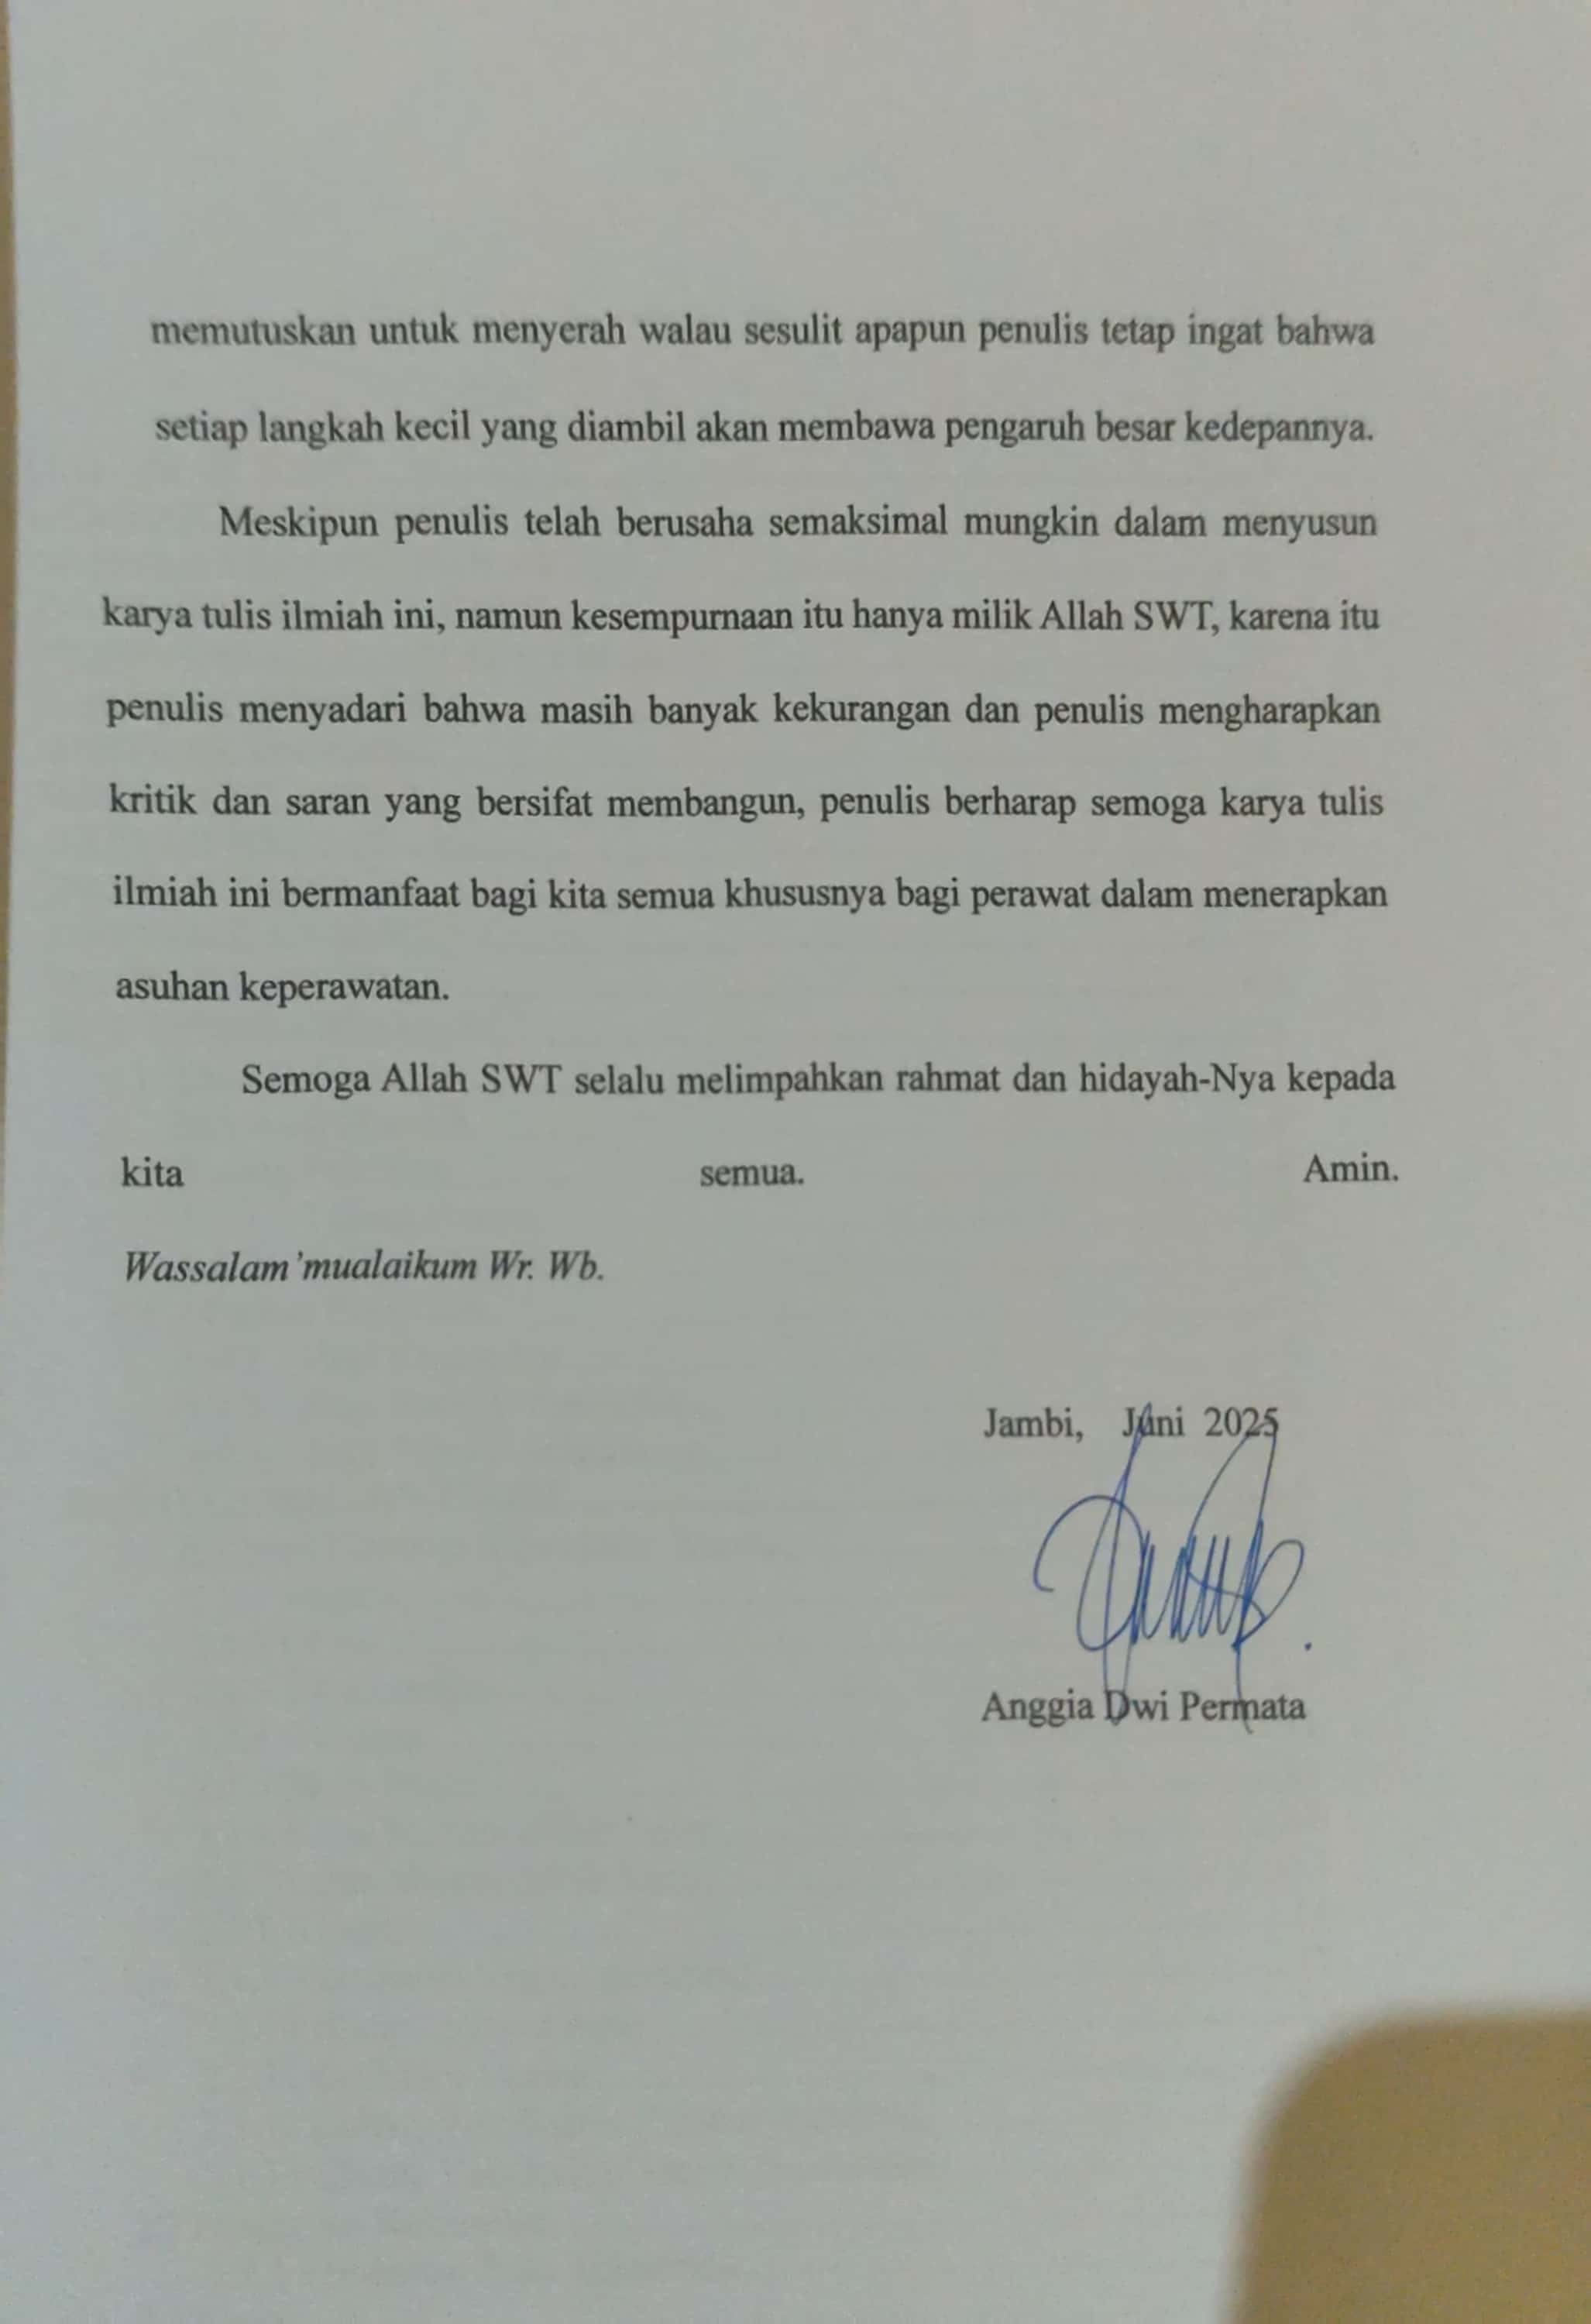 memutuskan untuk menyerah walau sesulit apapun penulis tetap ingat bahwa
setiap langkah kecil yang diambil akan membawa pengaruh besar kedepannya.
Meskipun penulis telah berusaha semaksimal mungkin dalam menyusun
karya tulis ilmiah ini, namun kesempurnaan itu hanya milik Allah SWT, karena itu
penulis menyadari bahwa masih banyak kekurangan dan penulis mengharapkan
kritik dan saran yang bersifat membangun, penulis berharap semoga karya tulis
ilmiah ini bermanfaat bagi kita semua khususnya bagi perawat dalam menerapkan
asuhan keperawatan.
Semoga Allah SWT selalu melimpahkan rahmat dan hidayah-Nya kepada
kita semua. Amin.
Wassalam'mualaikum Wr. Wb.
Jambi, Juni 2025
Anggia Dwi Permata